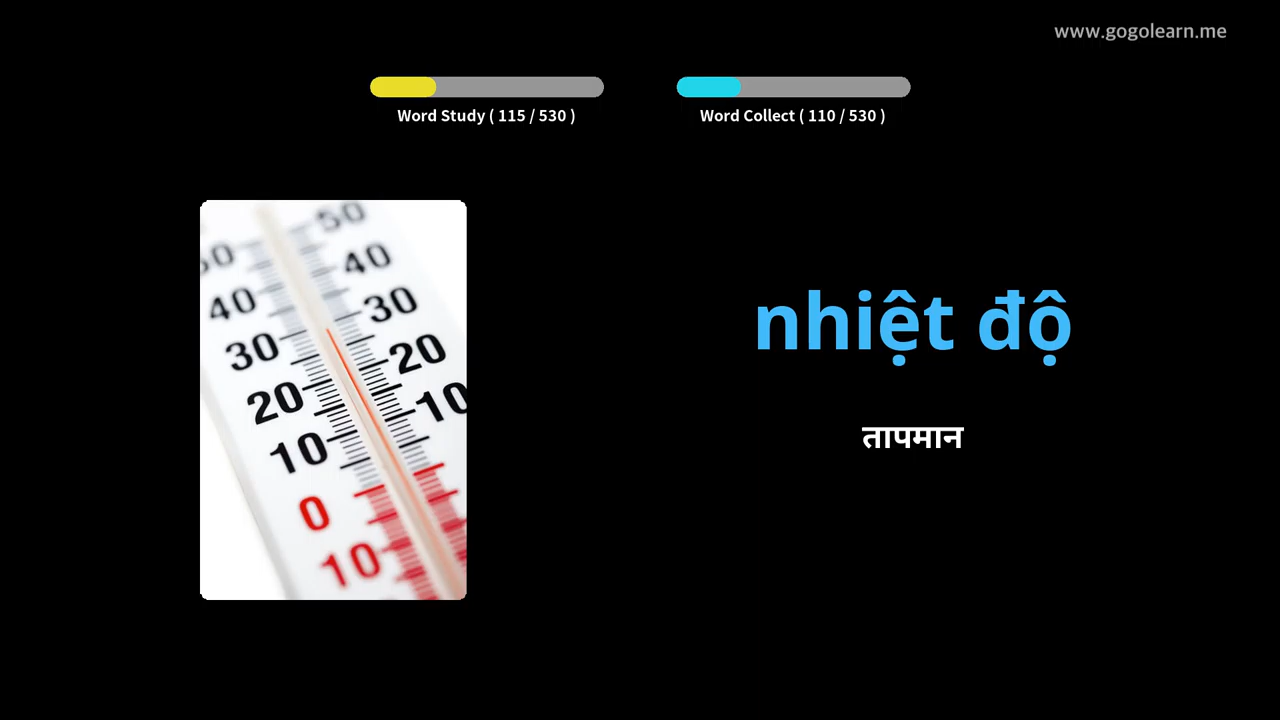 www.gogolearn.me
Word Study ( 115 / 530 )
Word Collect ( 110 / 530 )
50
40
40
30
30
20
20
10
10
0
10
nhiệt độ
तापमान